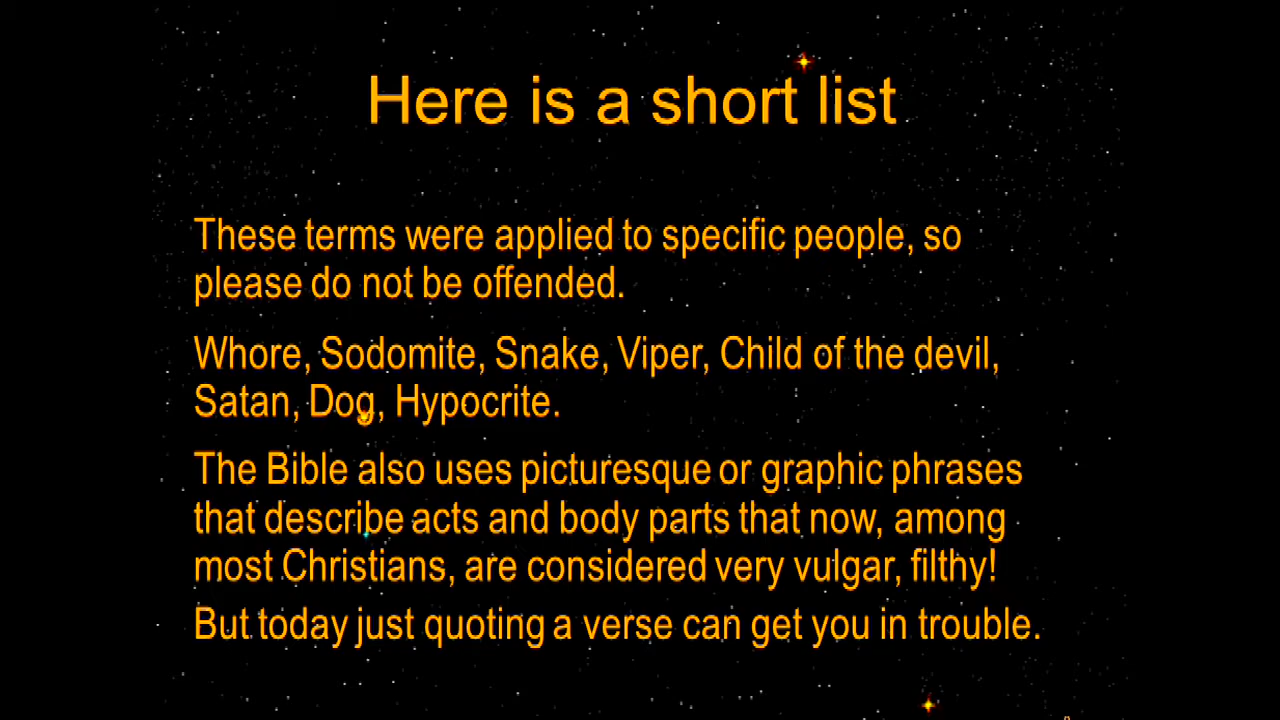 Here is a short list
These terms were applied to specific people, so
please do not be offended.
Whore, Sodomite, Snake, Viper, Child of the devil,
Satan, Dog, Hypocrite.
The Bible also uses picturesque or graphic phrases
that describe acts and body parts that now, among
most Christians, are considered very vulgar, filthy!
But today just quoting a verse can get you in trouble.